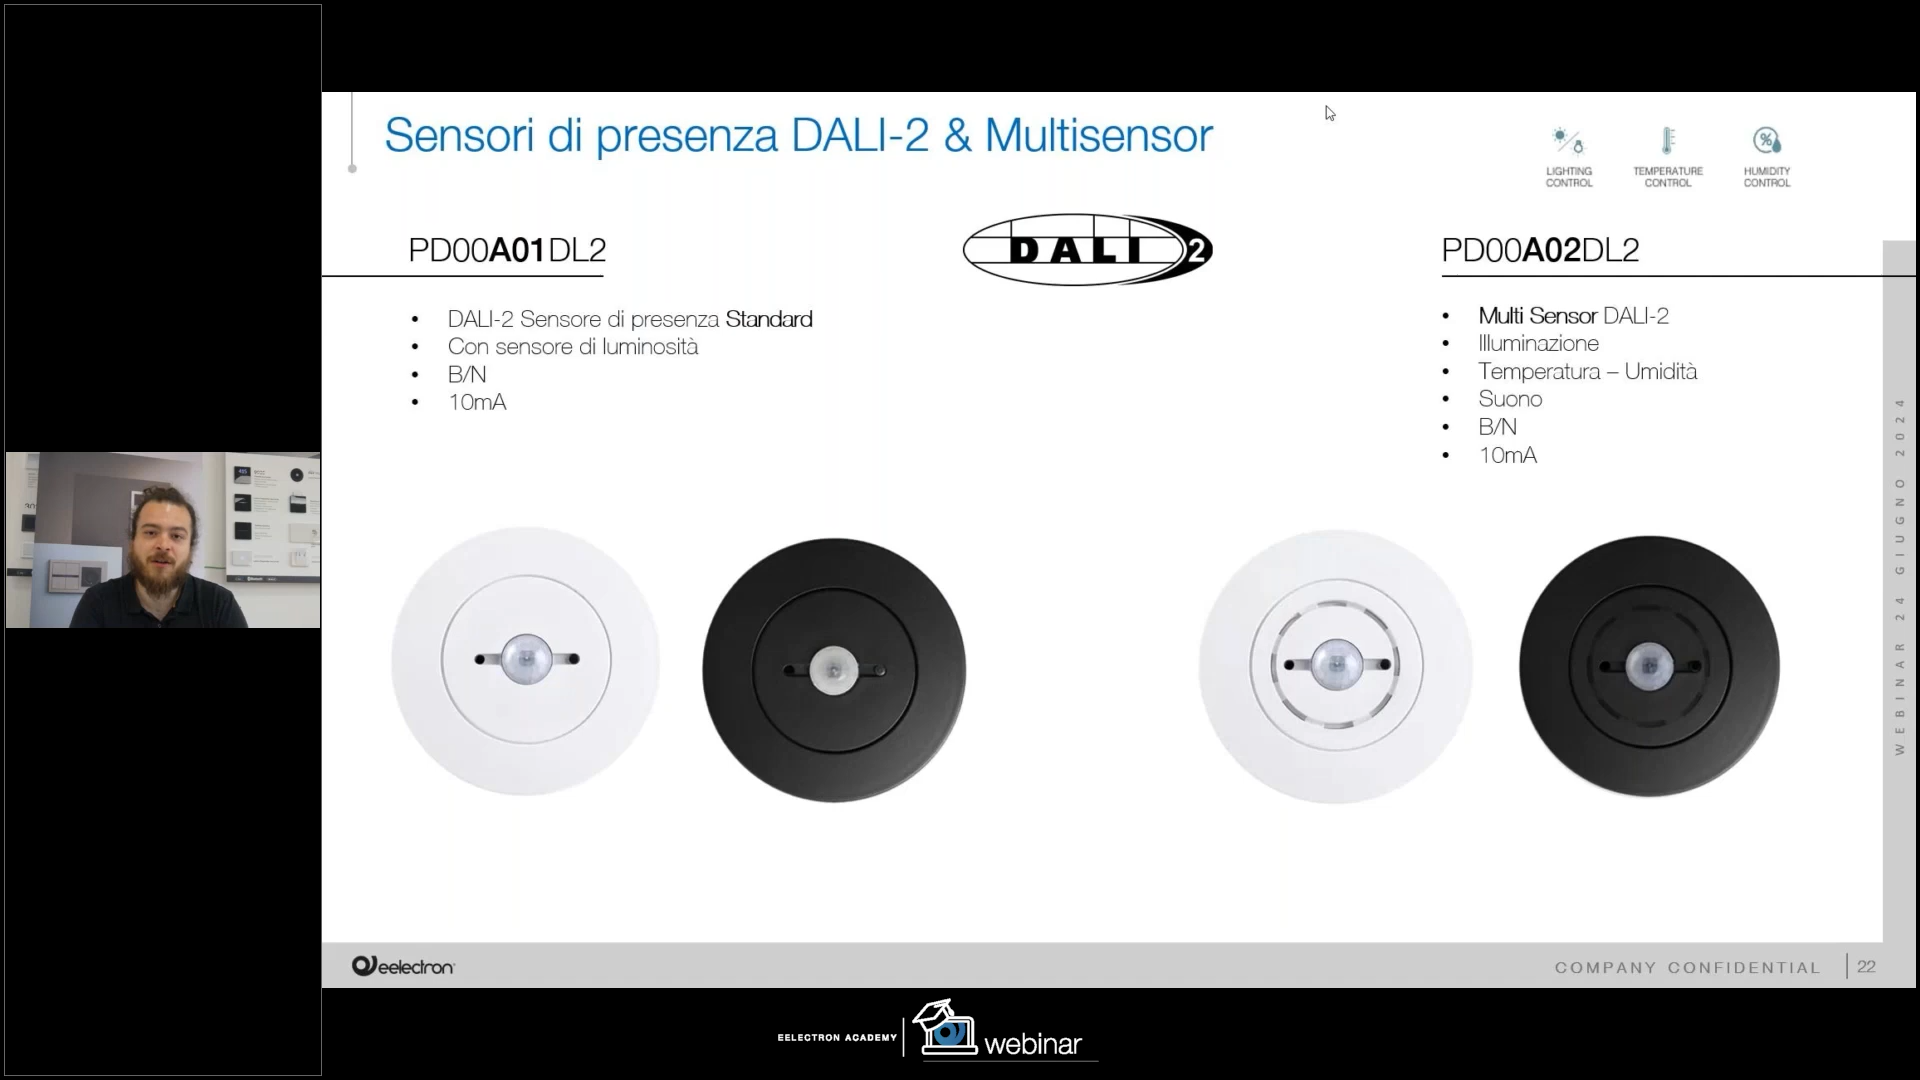 Sensori di presenza DALI-2 & Multisensor
LIGHTING
CONTROL
TEMPERATURE
CONTROL
HUMIDITY
CONTROL
PD00A01DL2
• DALI-2 Sensore di presenza Standard
• Con sensore di luminosità
• B/N
• 10mA
DALI 2
PD00A02DL2
• Multi Sensor DALI-2
• Illuminazione
• Temperatura – Umidità
• Suono
• B/N
• 10mA
WEBINAR 24 GIUGNO 2024
eelectron
COMPANY CONFIDENTIAL
22
EELECTRON ACADEMY
webinar